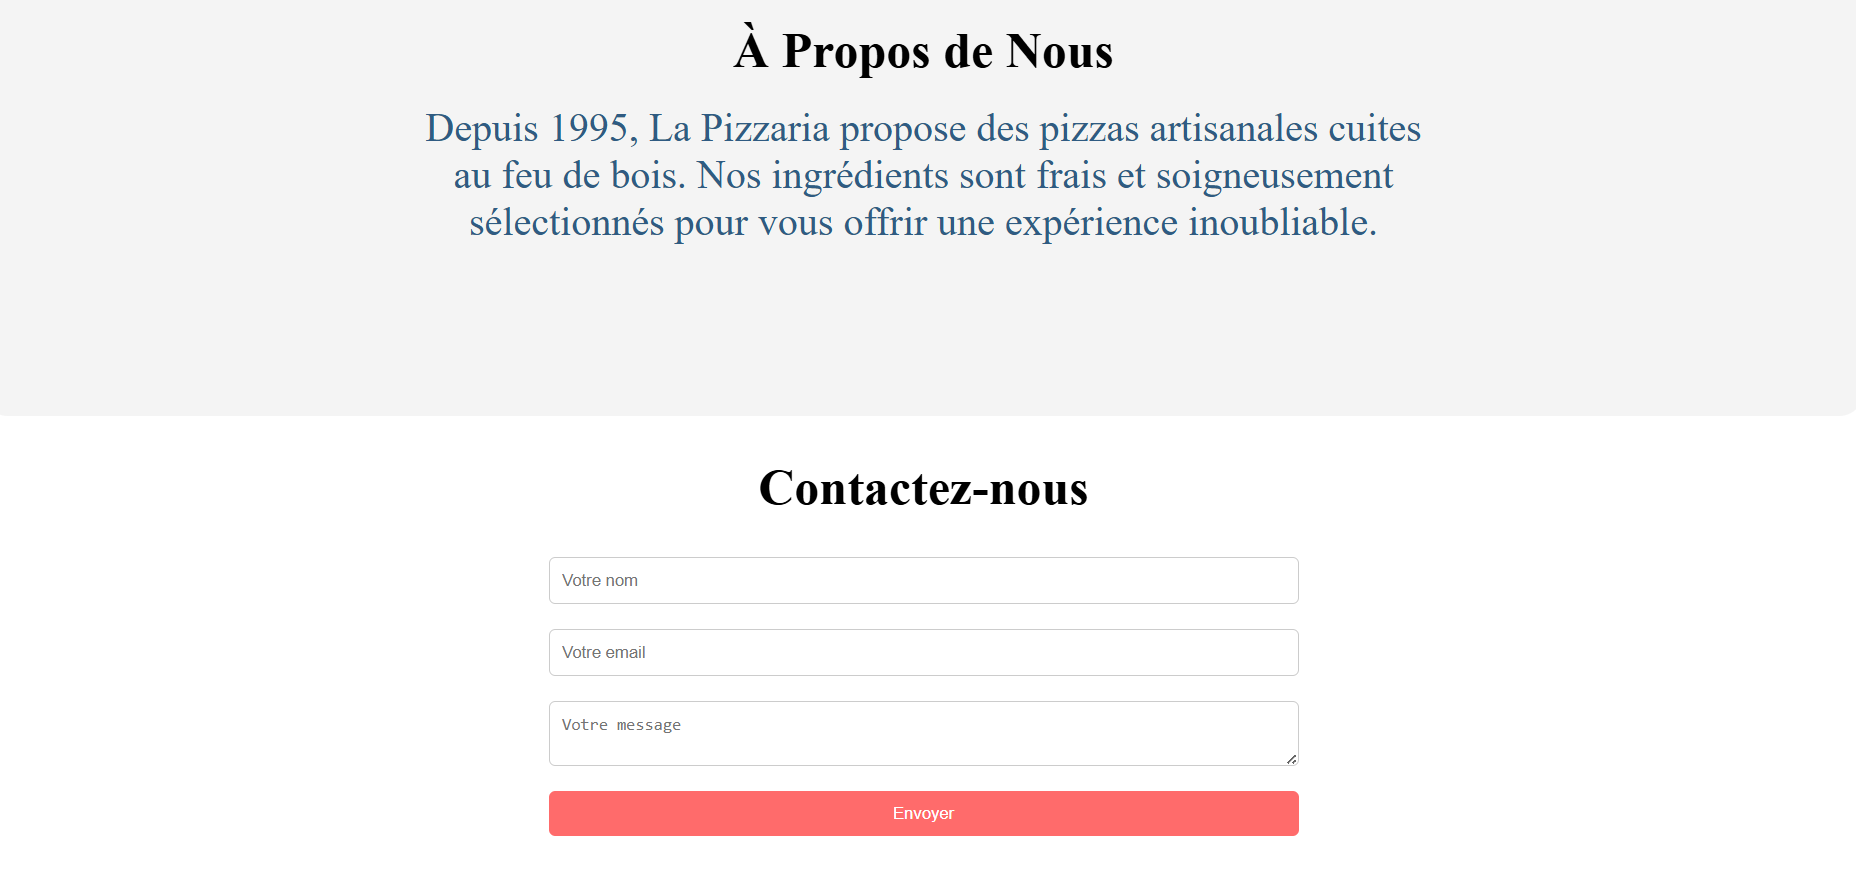 À Propos de Nous
Depuis 1995, La Pizzaria propose des pizzas artisanales cuites
au feu de bois. Nos ingrédients sont frais et soigneusement
sélectionnés pour vous offrir une expérience inoubliable.
Contactez-nous
Votre nom
Votre email
Votre message
Envoyer